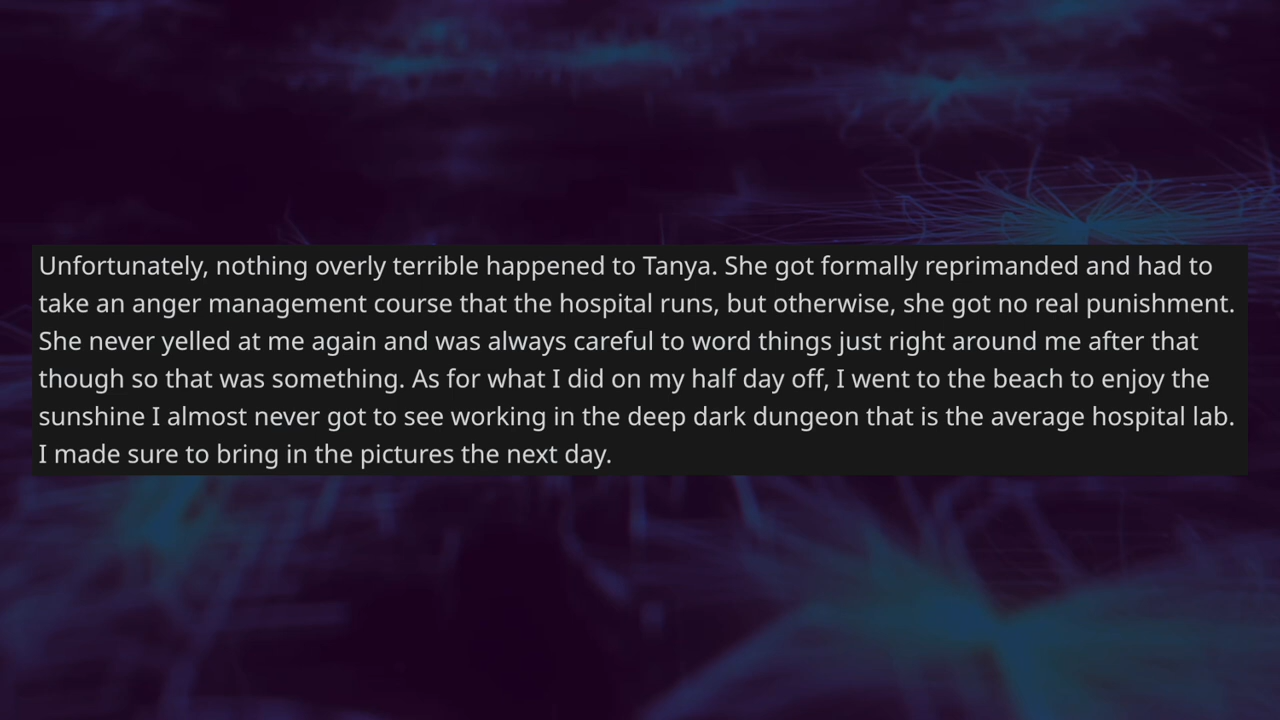 Unfortunately, nothing overly terrible happened to Tanya. She got formally reprimanded and had to
take an anger management course that the hospital runs, but otherwise, she got no real punishment.
She never yelled at me again and was always careful to word things just right around me after that
though so that was something. As for what I did on my half day off, I went to the beach to enjoy the
sunshine I almost never got to see working in the deep dark dungeon that is the average hospital lab.
I made sure to bring in the pictures the next day.